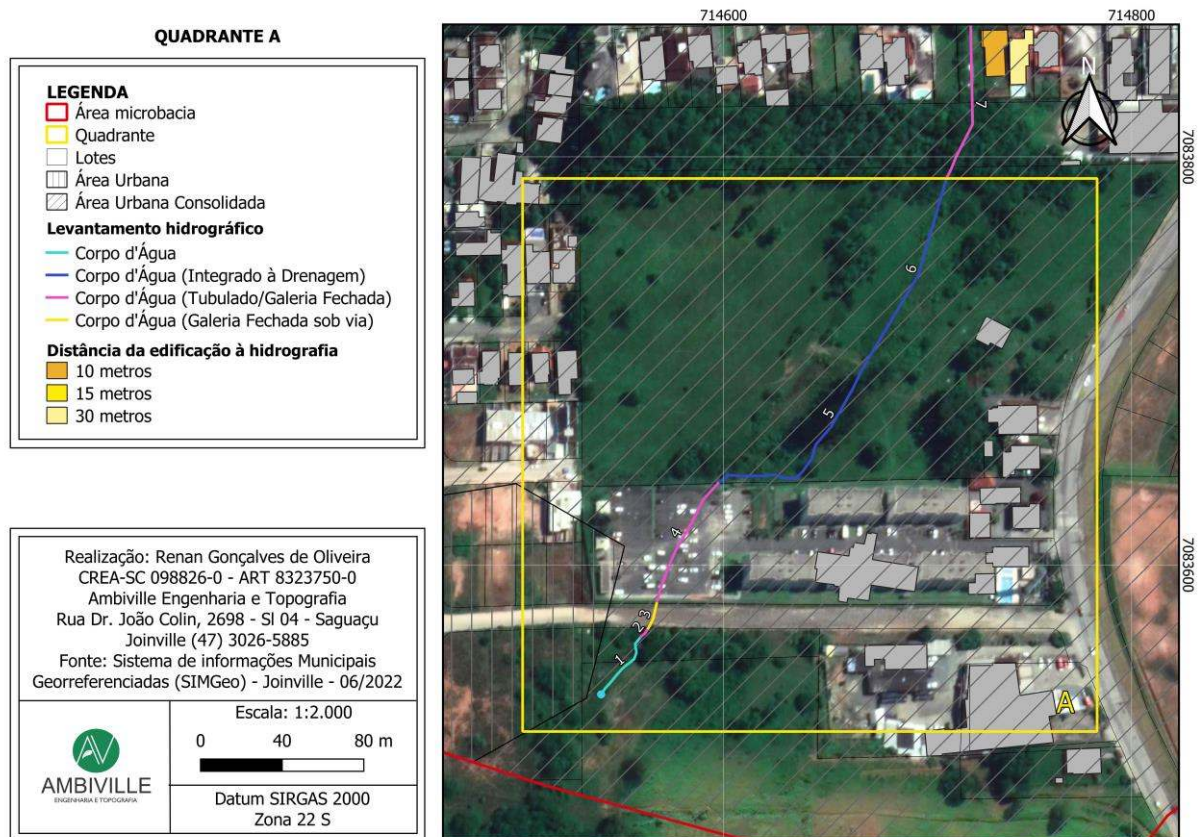 QUADRANTE A
LEGENDA
Área microbacia
Quadrante
Lotes
Área Urbana
Área Urbana Consolidada
Levantamento hidrográfico
Corpo d'Água
Corpo d'Água (Integrado à Drenagem)
Corpo d'Água (Tubulado/Galeria Fechada)
Corpo d'Água (Galeria Fechada sob via)
Distância da edificação à hidrografia
10 metros
15 metros
30 metros
Realização: Renan Gonçalves de Oliveira
CREA-SC 098826-0 - ART 8323750-0
Ambiville Engenharia e Topografia
Rua Dr. João Colin, 2698 - Sl 04 - Saguaçu
Joinville (47) 3026-5885
Fonte: Sistema de informações Municipais
Georreferenciadas (SIMGeo) - Joinville - 06/2022
AMBIVILLE
ENGENHARIA E TOPOGRAFIA
Escala: 1:2.000
0 40 80 m
Datum SIRGAS 2000
Zona 22 S
714600 714800
N
7
7083800
6
5
4
7083600
3
2
1
A